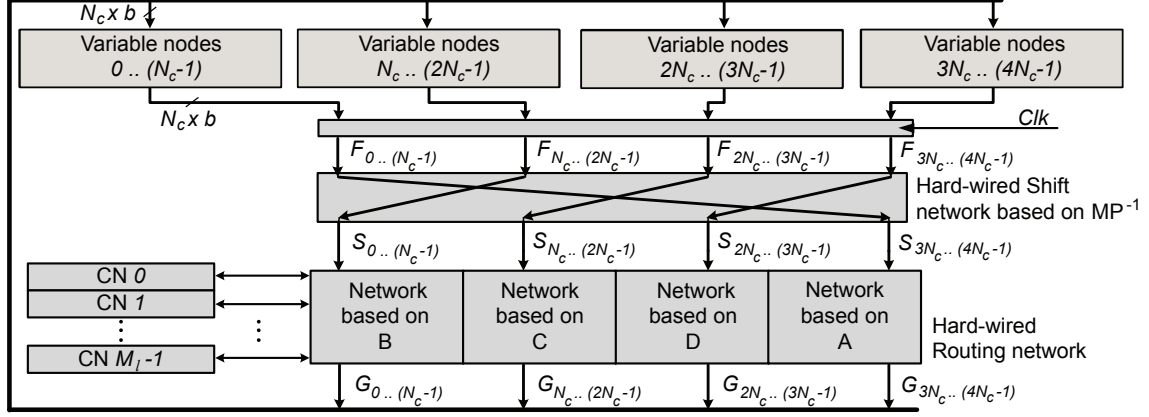 N_c x b
Variable nodes
0 .. (N_c-1)
Variable nodes
N_c .. (2N_c-1)
Variable nodes
2N_c .. (3N_c-1)
Variable nodes
3N_c .. (4N_c-1)
N_c x b
Clk
F_0 .. (N_c-1)
F_N_c .. (2N_c-1)
F_2N_c .. (3N_c-1)
F_3N_c .. (4N_c-1)
Hard-wired Shift
network based on MP^-1
S_0 .. (N_c-1)
S_N_c .. (2N_c-1)
S_2N_c .. (3N_c-1)
S_3N_c .. (4N_c-1)
CN 0
CN 1
⋮ ⋮
CN M_l-1
Network
based on
B
Network
based on
C
Network
based on
D
Network
based on
A
Hard-wired
Routing network
G_0 .. (N_c-1)
G_N_c .. (2N_c-1)
G_2N_c .. (3N_c-1)
G_3N_c .. (4N_c-1)